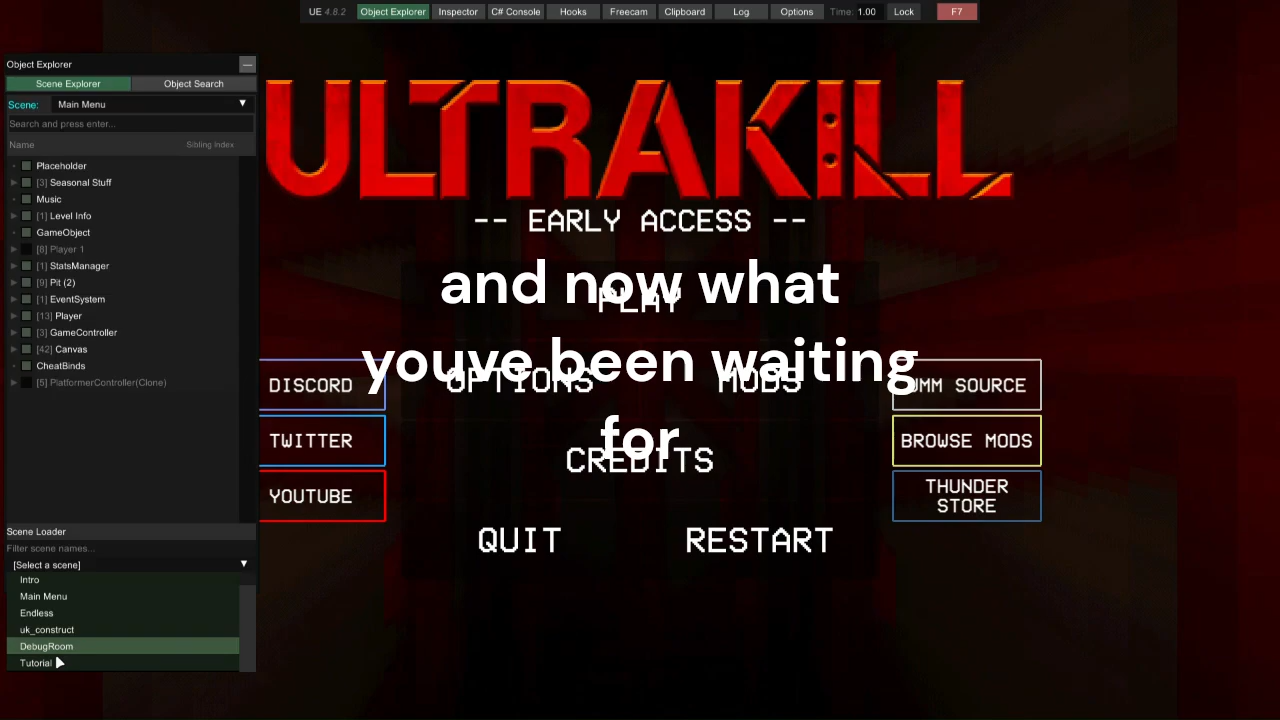 UE 4.8.2 Object Explorer Inspector C# Console Hooks Freecam Clipboard Log Options Time: 1.00 Lock F7
Object Explorer —
Scene Explorer Object Search
Scene: Main Menu ▼
Search and press enter...
Name Sibling Index
Placeholder
[3] Seasonal Stuff
Music
[1] Level Info
GameObject
[8] Player 1
[1] StatsManager
[9] Pit (2)
[1] EventSystem
[13] Player
[3] GameController
[42] Canvas
CheatBinds
[5] PlatformerController(Clone)
Scene Loader
Filter scene names...
[Select a scene] ▼
Intro
Main Menu
Endless
uk_construct
DebugRoom
Tutorial
ULTRAKILL
-- EARLY ACCESS --
and now what
youve been waiting
for
PLAY
OPTIONS MODS
CREDITS
QUIT RESTART
DISCORD
TWITTER
YOUTUBE
UMM SOURCE
BROWSE MODS
THUNDER
STORE